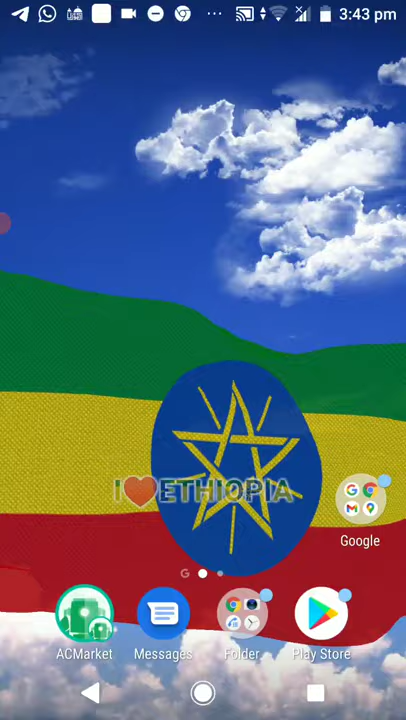 3:43 pm
I❤ETHIOPIA
Google
ACMarket
Messages
Folder
Play Store